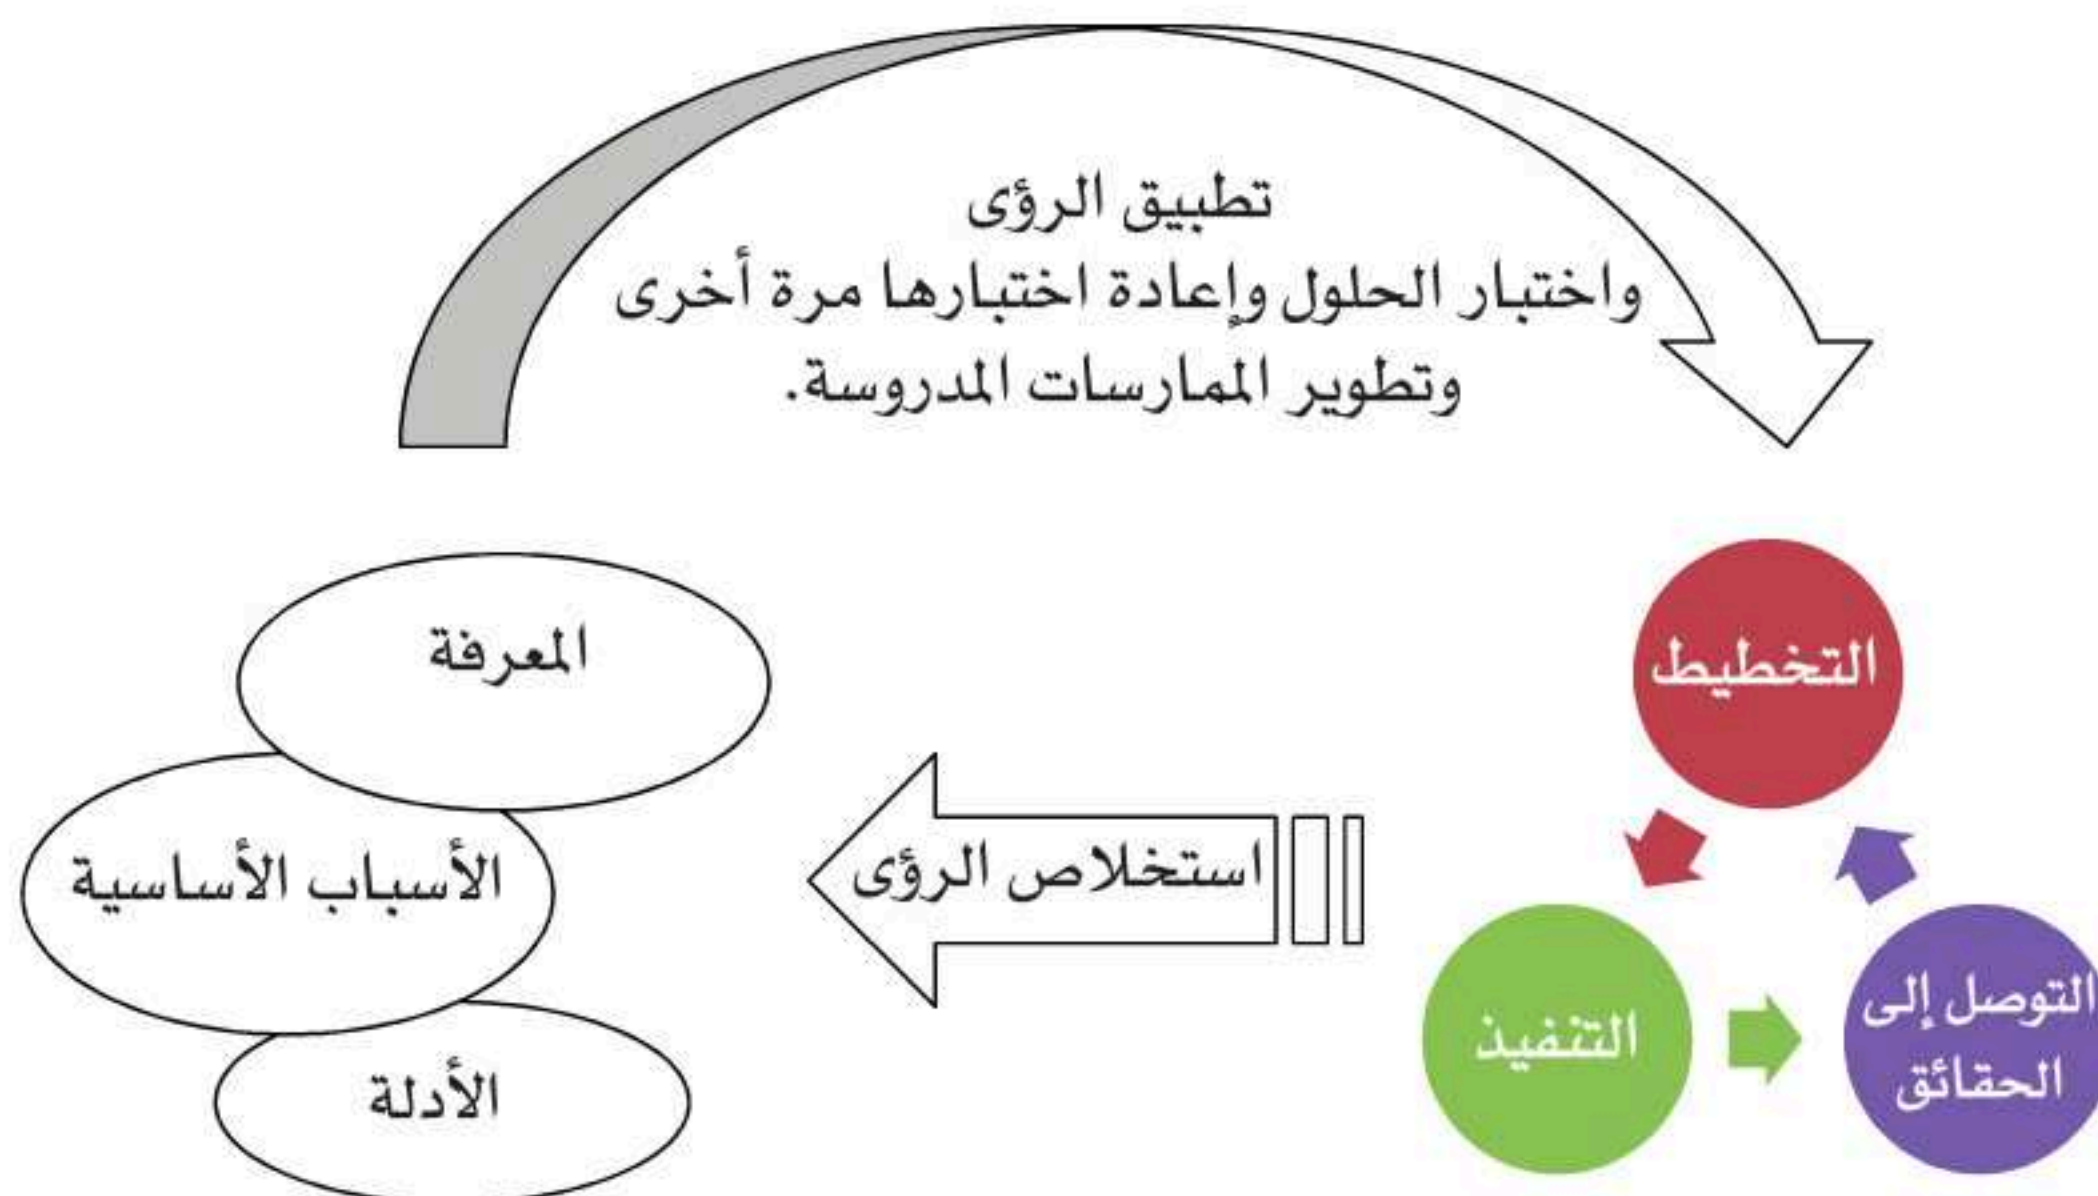 تطبيق الرؤى
واختبار الحلول وإعادة اختبارها مرة أخرى
وتطوير الممارسات المدروسة.
التخطيط
التنفيذ
التوصل إلى
الحقائق
استخلاص الرؤى
المعرفة
الأسباب الأساسية
الأدلة